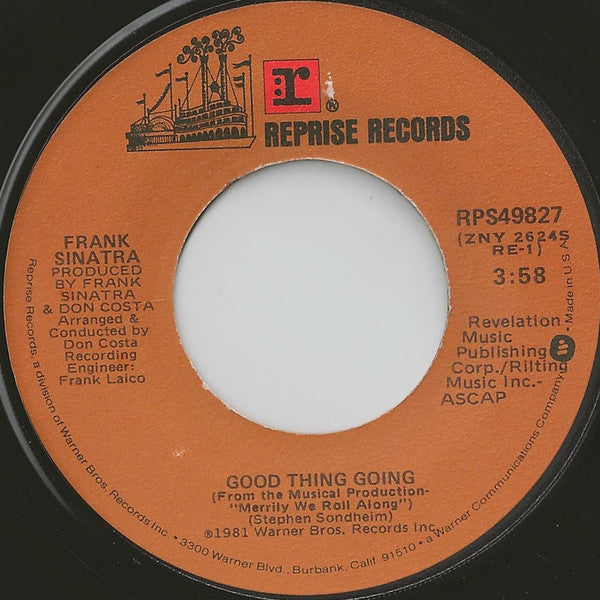 r®
REPRISE RECORDS
FRANK
SINATRA
PRODUCED
BY FRANK
SINATRA
& DON COSTA
Arranged &
Conducted by
Don Costa
Recording
Engineer:
Frank Laico
RPS49827
(ZNY 2624S
RE-1)
3:58
Revelation
Music
Publishing
Corp./Rilting
Music Inc.-
ASCAP
GOOD THING GOING
(From the Musical Production-
"Merrily We Roll Along")
(Stephen Sondheim)
℗1981 Warner Bros. Records Inc.
Reprise Records, a division of Warner Bros. Records Inc. • 3300 Warner Blvd., Burbank, Calif. 91510 • a Warner Communications Company • Made in U.S.A.